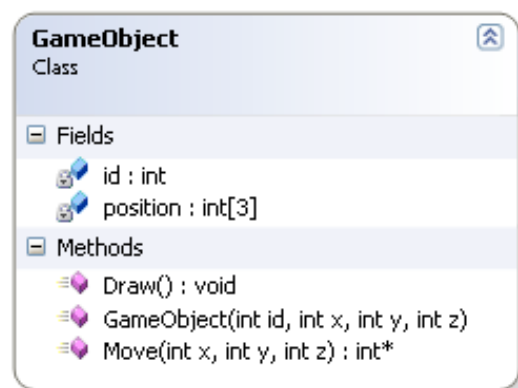 GameObject
Class
Fields
id : int
position : int[3]
Methods
Draw() : void
GameObject(int id, int x, int y, int z)
Move(int x, int y, int z) : int*